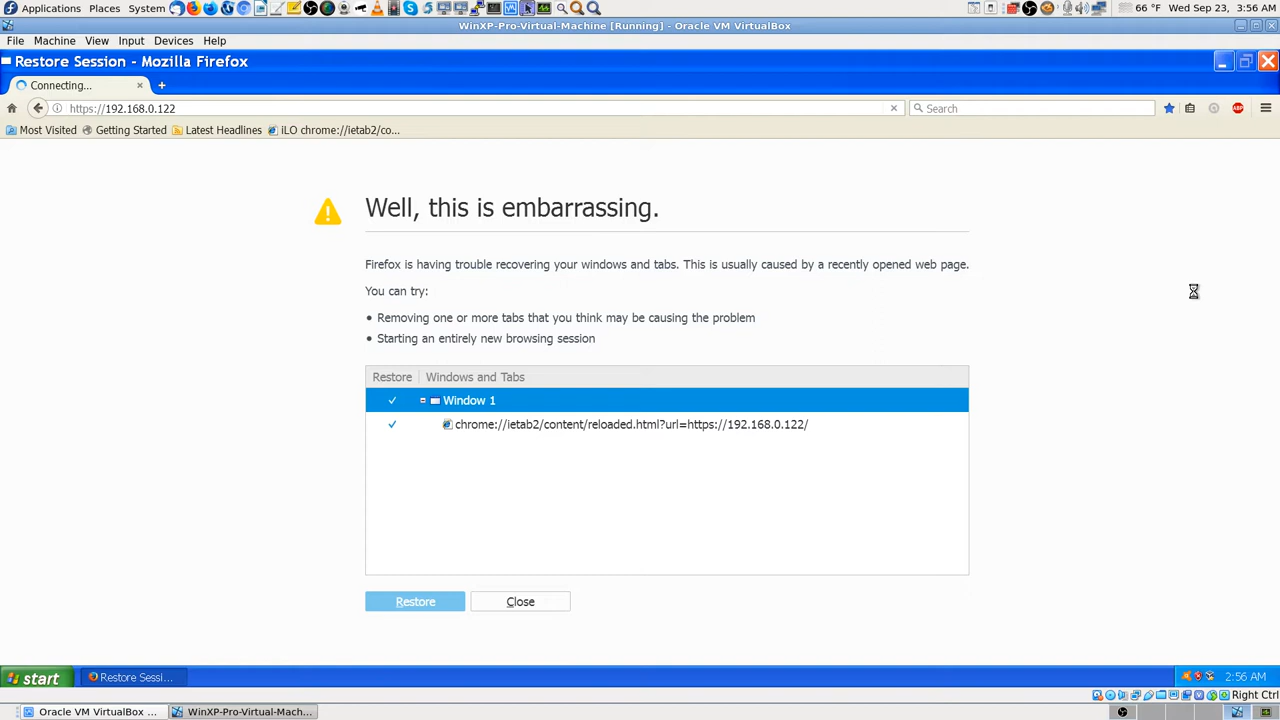 Applications Places System 66 °F Wed Sep 23, 3:56 AM
WinXP-Pro-Virtual-Machine [Running] - Oracle VM VirtualBox
File Machine View Input Devices Help
Restore Session - Mozilla Firefox
Connecting...
https://192.168.0.122 Search ABP
Most Visited Getting Started Latest Headlines iLO chrome://ietab2/co...
Well, this is embarrassing.
Firefox is having trouble recovering your windows and tabs. This is usually caused by a recently opened web page.
You can try:
• Removing one or more tabs that you think may be causing the problem
• Starting an entirely new browsing session
Restore Windows and Tabs
Window 1
chrome://ietab2/content/reloaded.html?url=https://192.168.0.122/
Restore Close
start Restore Sessi... 2:56 AM
Right Ctrl
Oracle VM VirtualBox ... WinXP-Pro-Virtual-Mach...